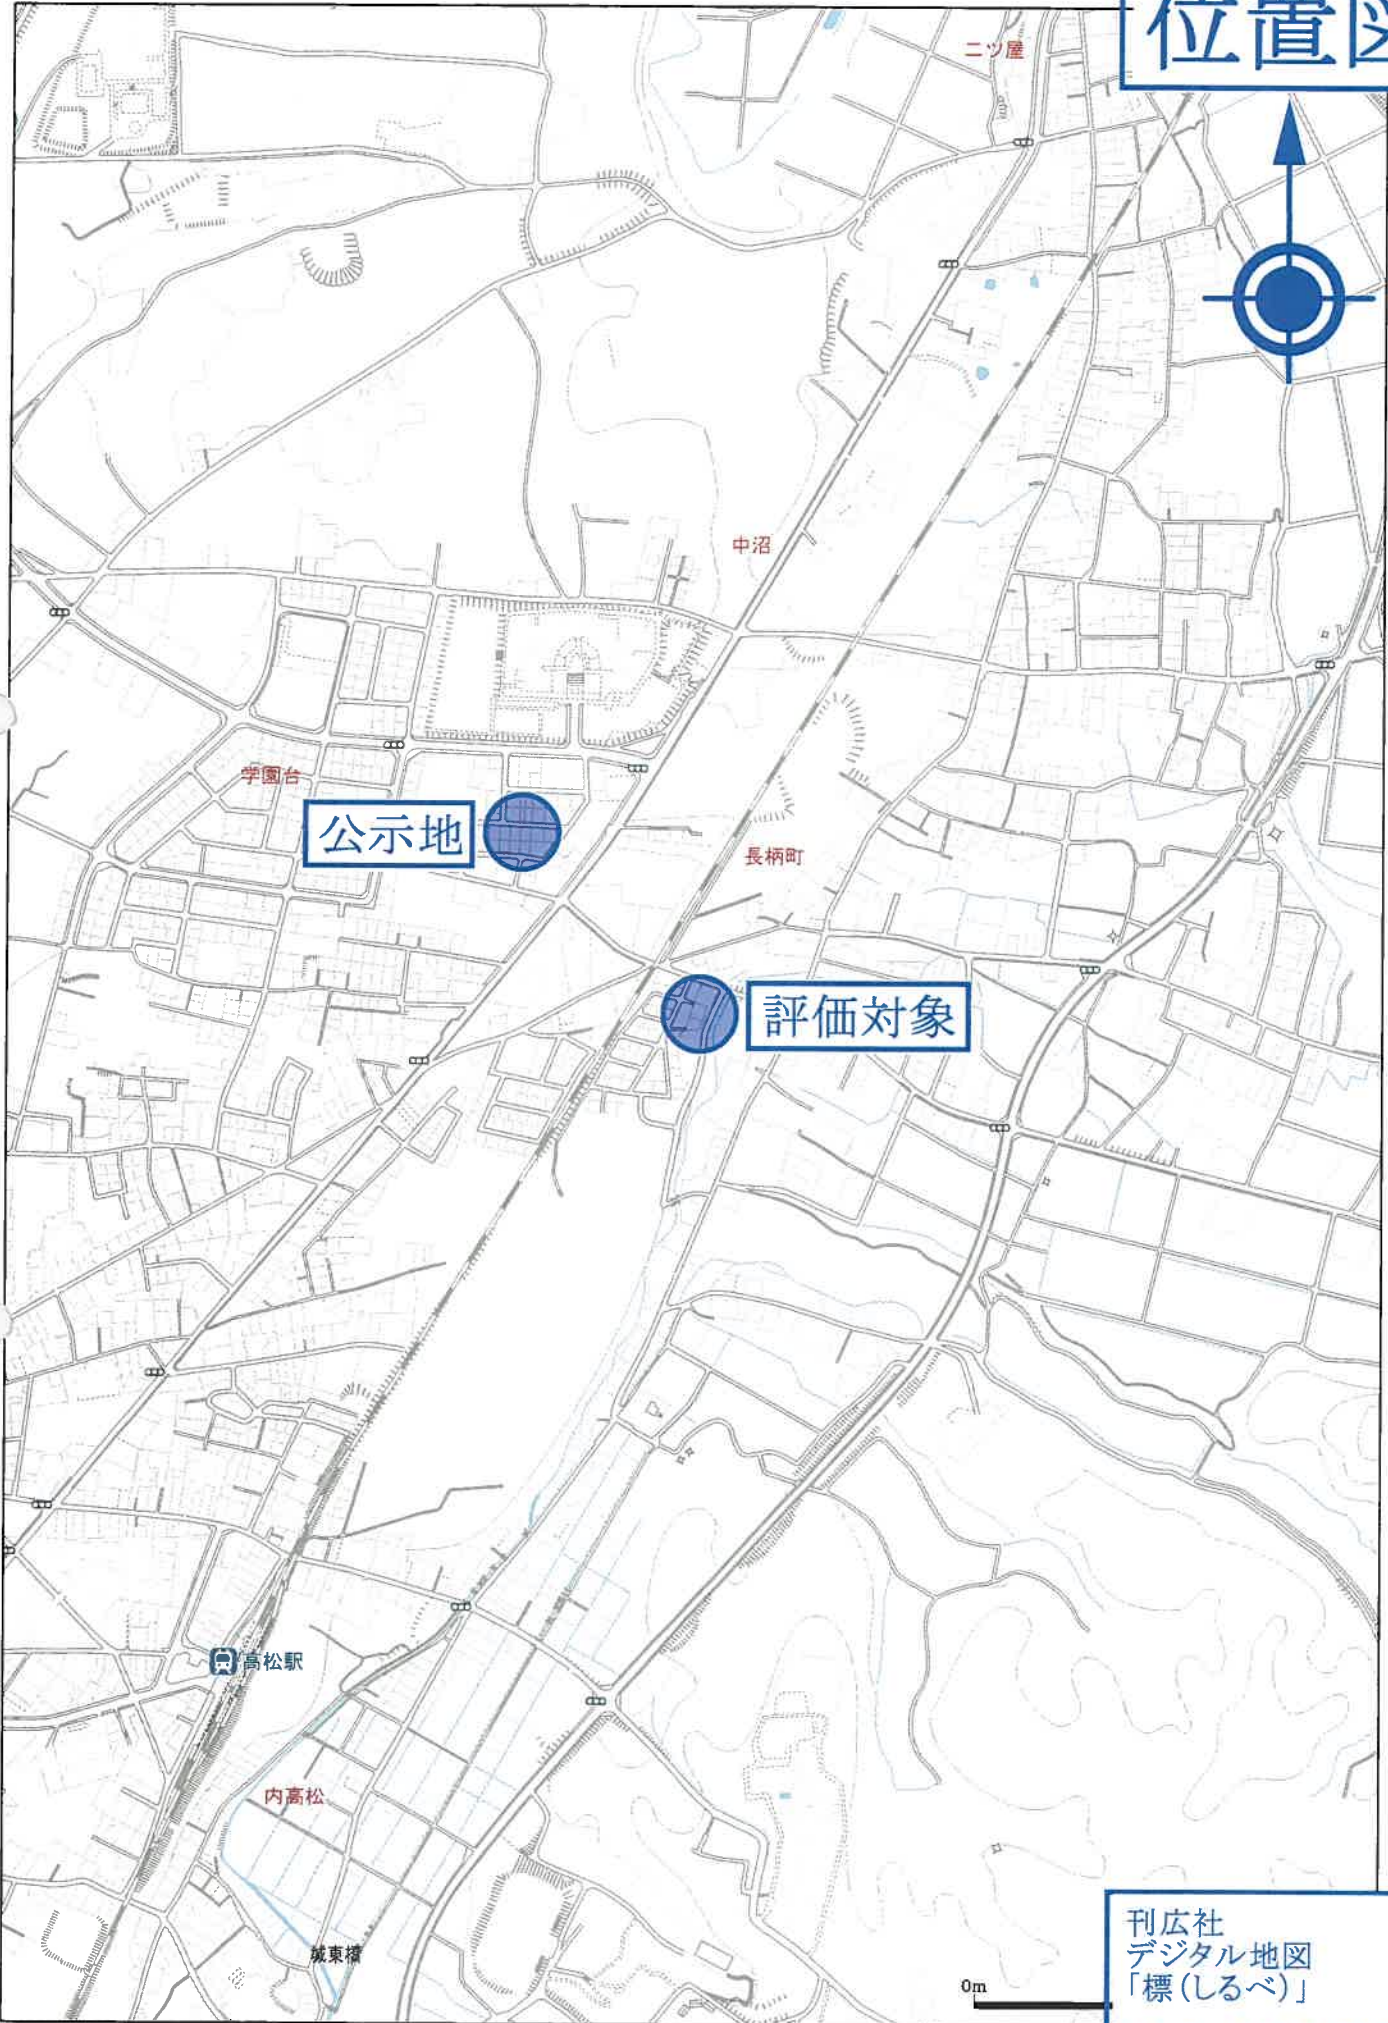 位置図
二ツ屋
中沼
学園台
公示地
長柄町
評価対象
高松駅
内高松
城東橋
0m
刊広社
デジタル地図
「標(しるべ)」